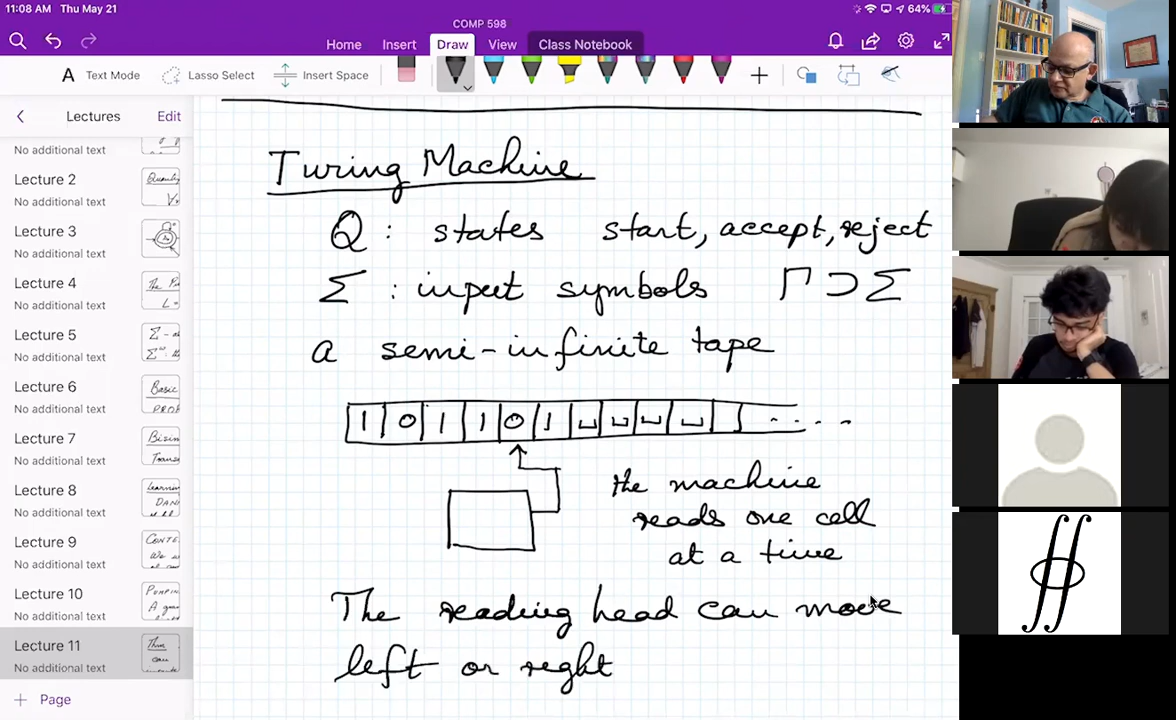 11:08 AM Thu May 21
64%
COMP 598
Home Insert Draw View Class Notebook
A Text Mode Lasso Select Insert Space
Lectures Edit
No additional text
Lecture 2
No additional text
Lecture 3
No additional text
Lecture 4
No additional text
Lecture 5
No additional text
Lecture 6
No additional text
Lecture 7
No additional text
Lecture 8
No additional text
Lecture 9
No additional text
Lecture 10
No additional text
Lecture 11
No additional text
+ Page
Turing Machine
Q : states start, accept, reject
Σ : input symbols Γ ⊃ Σ
a semi-infinite tape
1 0 1 1 0 1 ⊔ ⊔ ⊔ ⊔ ....
the machine
reads one cell
at a time
The reading head can move
left or right
∯